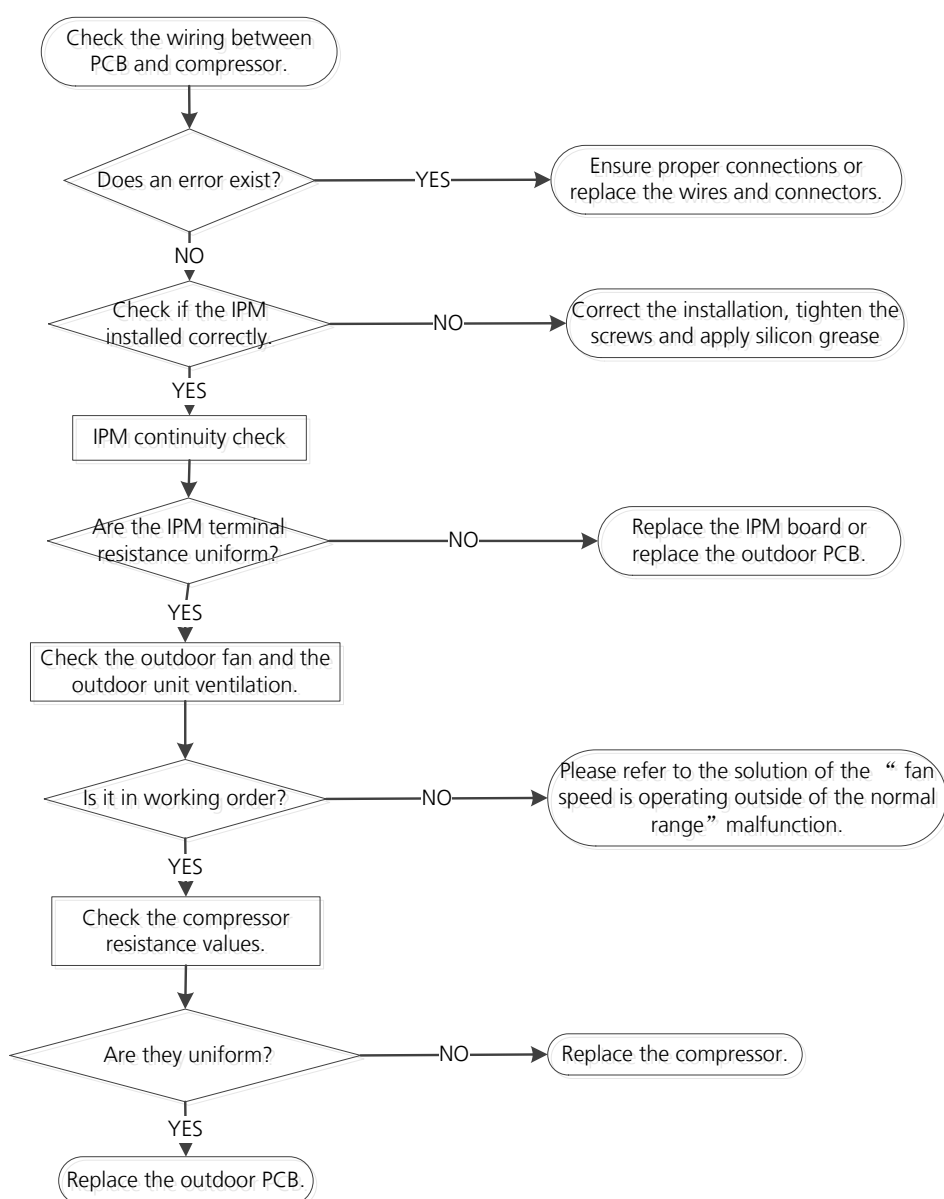 Check the wiring between
PCB and compressor.
Does an error exist?
YES
Ensure proper connections or
replace the wires and connectors.
NO
Check if the IPM
installed correctly.
NO
Correct the installation, tighten the
screws and apply silicon grease
YES
IPM continuity check
Are the IPM terminal
resistance uniform?
NO
Replace the IPM board or
replace the outdoor PCB.
YES
Check the outdoor fan and the
outdoor unit ventilation.
Is it in working order?
NO
Please refer to the solution of the “ fan
speed is operating outside of the normal
range” malfunction.
YES
Check the compressor
resistance values.
Are they uniform?
NO
Replace the compressor.
YES
Replace the outdoor PCB.